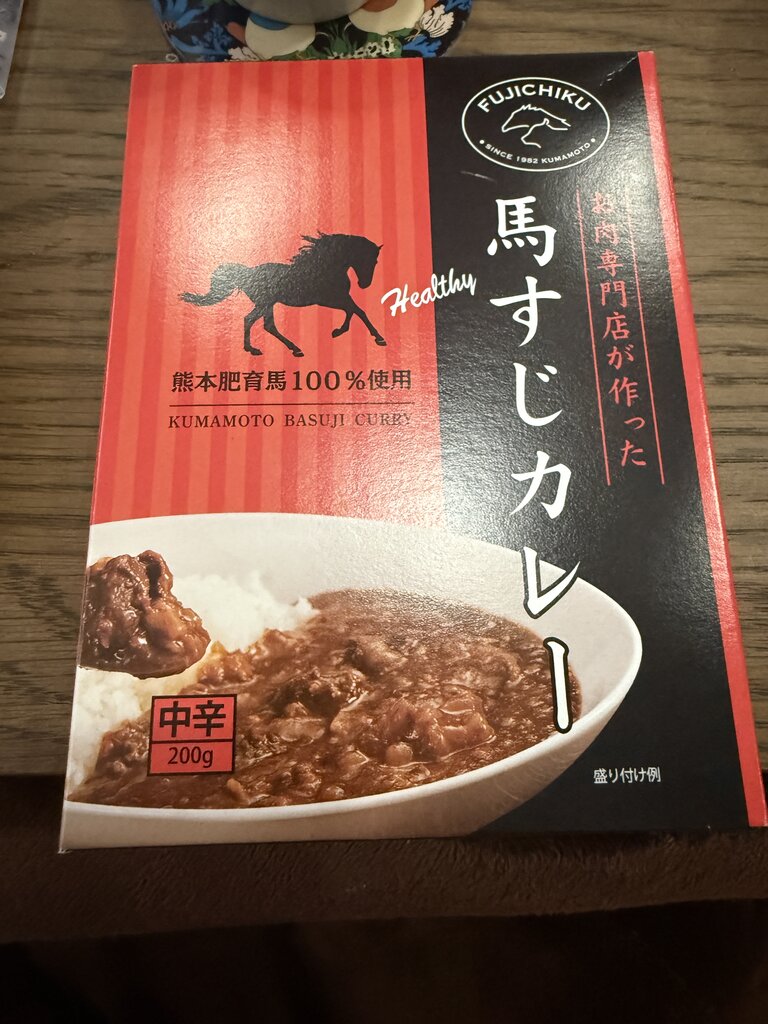 FUJICHIKU
• SINCE 1982 KUMAMOTO •
お肉専門店が作った
馬すじカレー
Healthy
熊本肥育馬100%使用
KUMAMOTO BASUJI CURRY
中辛
200g
盛り付け例